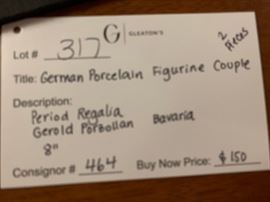 G GLEATON'S
Lot # 317
2 Pieces
Title: German Porcelain Figurine Couple
Description:
Period Regalia
Gerold Porzollan Bavaria
8"
Consignor # 464 Buy Now Price: $150